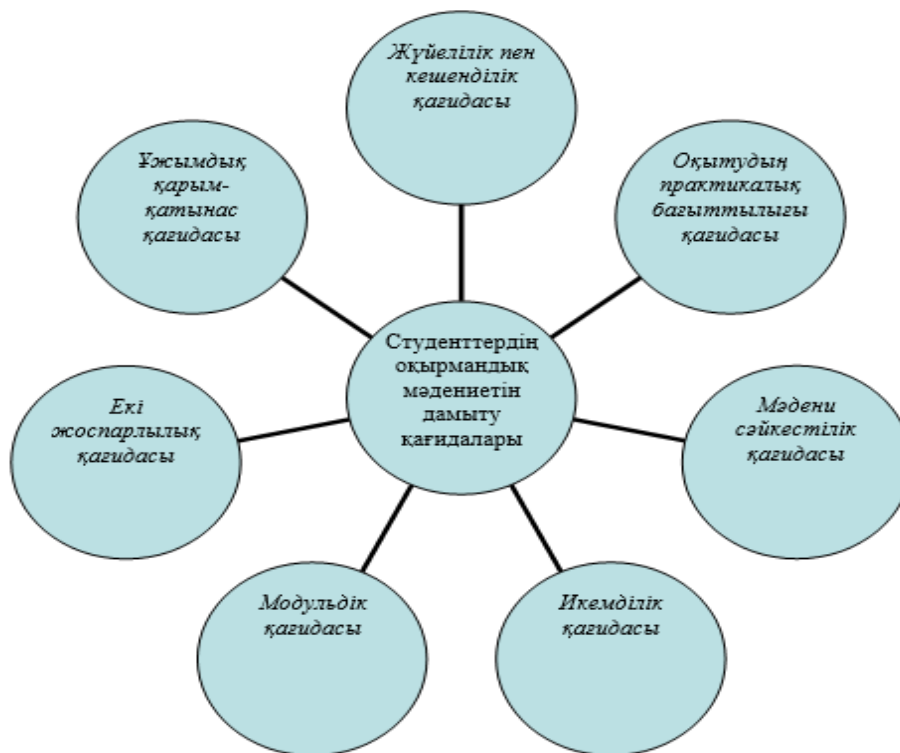 Жүйелілік пен
кешенділік
қағидасы
Ұжымдық
қарым-
қатынас
қағидасы
Оқытудың
практикалық
бағыттылығы
қағидасы
Студенттердің
оқырмандық
мәдениетін
дамыту
қағидалары
Екі
жоспарлылық
қағидасы
Мәдени
сәйкестілік
қағидасы
Модульдік
қағидасы
Икемділік
қағидасы